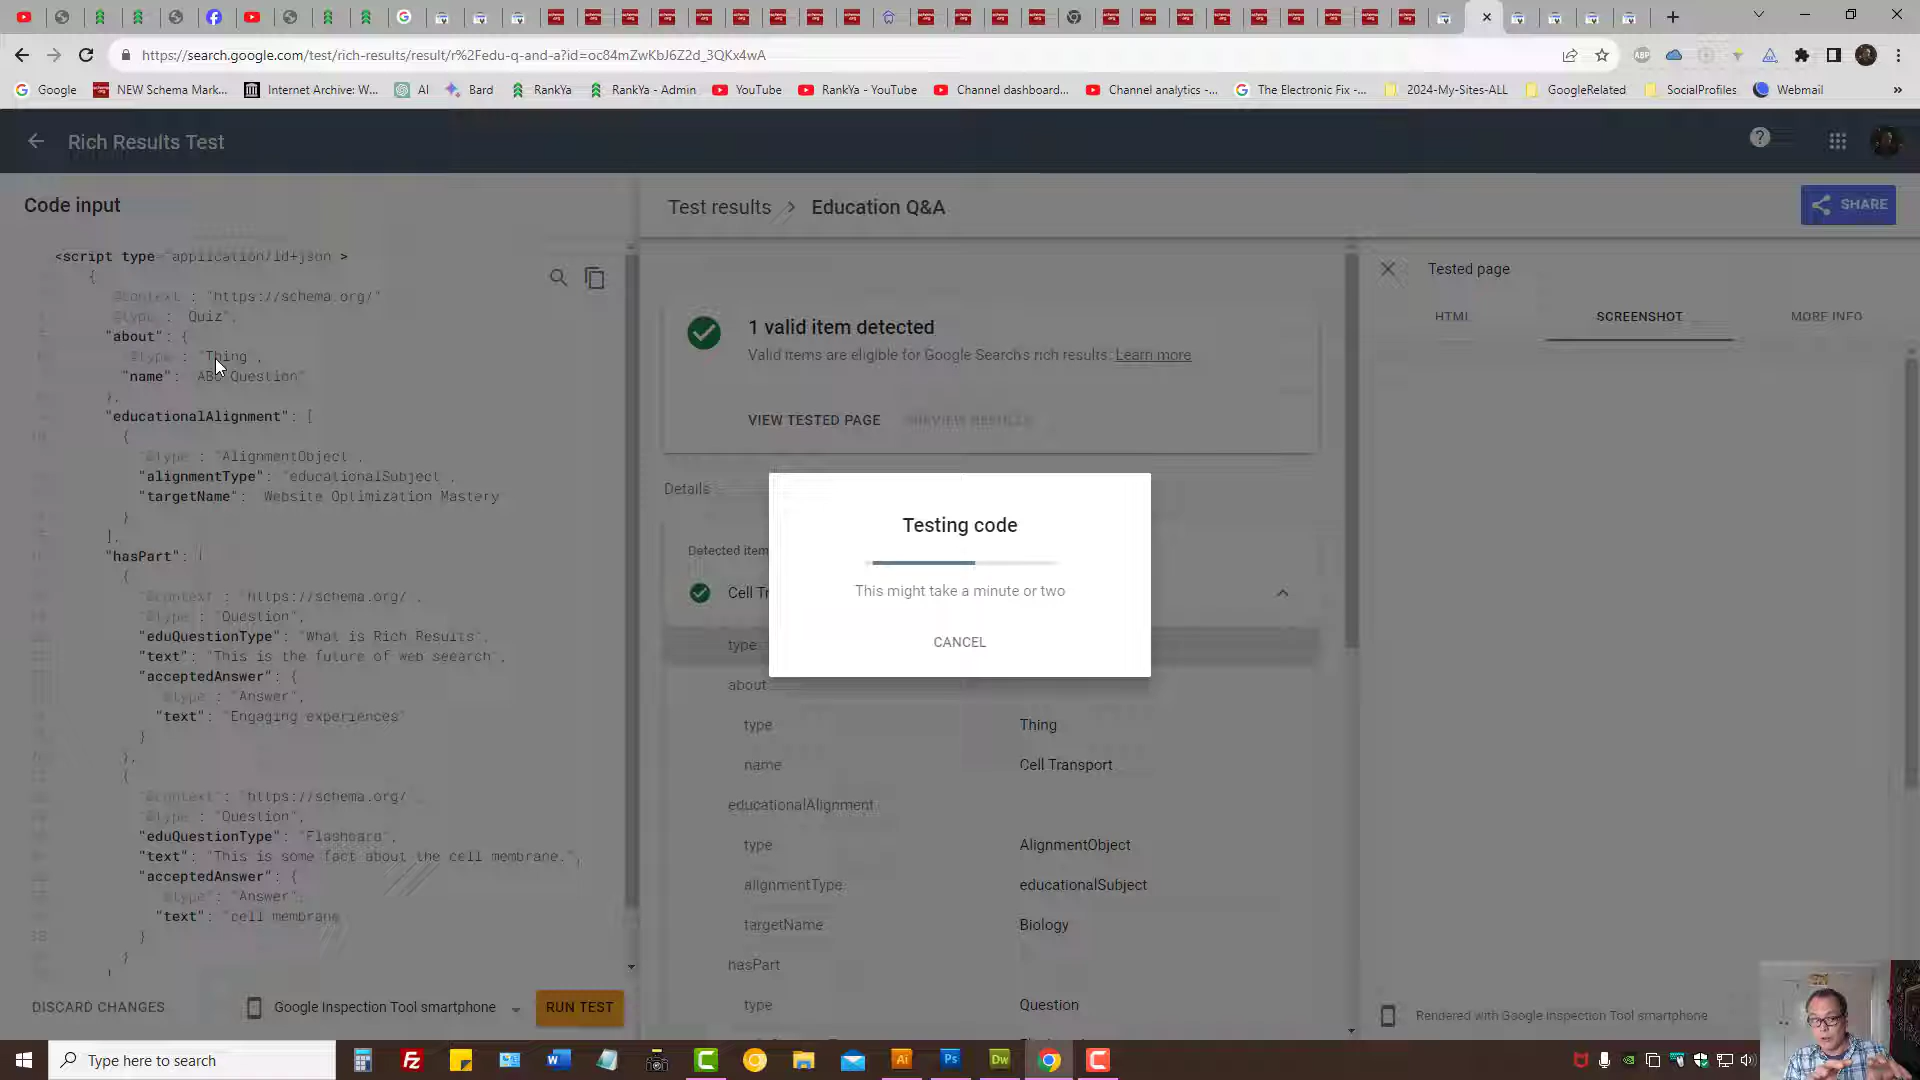 https://search.google.com/test/rich-results/result/r%2Fedu-q-and-a?id=oc84mZwKbJ6Z2d_3QKx4wA
Google
NEW Schema Mark...
Internet Archive: W...
AI
Bard
RankYa
RankYa - Admin
YouTube
RankYa - YouTube
Channel dashboard...
Channel analytics -...
The Electronic Fix -...
2024-My-Sites-ALL
GoogleRelated
SocialProfiles
Webmail
»
Rich Results Test
Code input
Test results > Education Q&A
SHARE
<script type="application/ld+json">
{
"@context": "https://schema.org/"
"@type": "Quiz",
"about": {
"@type": "Thing",
"name":
Question"
},
"educationalAlignment": [
{
"@type": "AlignmentObject",
"alignmentType": "educationalSubject",
"targetName": "Website Optimization Mastery
}
],
"hasPart": [
{
"@context": "https://schema.org/",
"@type": "Question",
"eduQuestionType": "What is Rich Results",
"text": "This is the future of web seearch",
"acceptedAnswer": {
"@type": "Answer",
"text": "Engaging experiences"
}
},
{
"@context": "https://schema.org/",
"@type": "Question",
"eduQuestionType": "Flashcard",
"text": "This is some fact about the cell membrane.",
"acceptedAnswer": {
"@type": "Answer",
"text": "cell membrane
}
}
]
DISCARD CHANGES
Google Inspection Tool smartphone
RUN TEST
1 valid item detected
Valid items are eligible for Google Search's rich results. Learn more
VIEW TESTED PAGE
PREVIEW RESULTS
Details
Detected item
Cell Tr
type
about
type
Thing
name
Cell Transport
educationalAlignment
type
AlignmentObject
alignmentType
educationalSubject
targetName
Biology
hasPart
type
Question
Testing code
This might take a minute or two
CANCEL
Tested page
HTML
SCREENSHOT
MORE INFO
Rendered with Google Inspection Tool smartphone
Type here to search